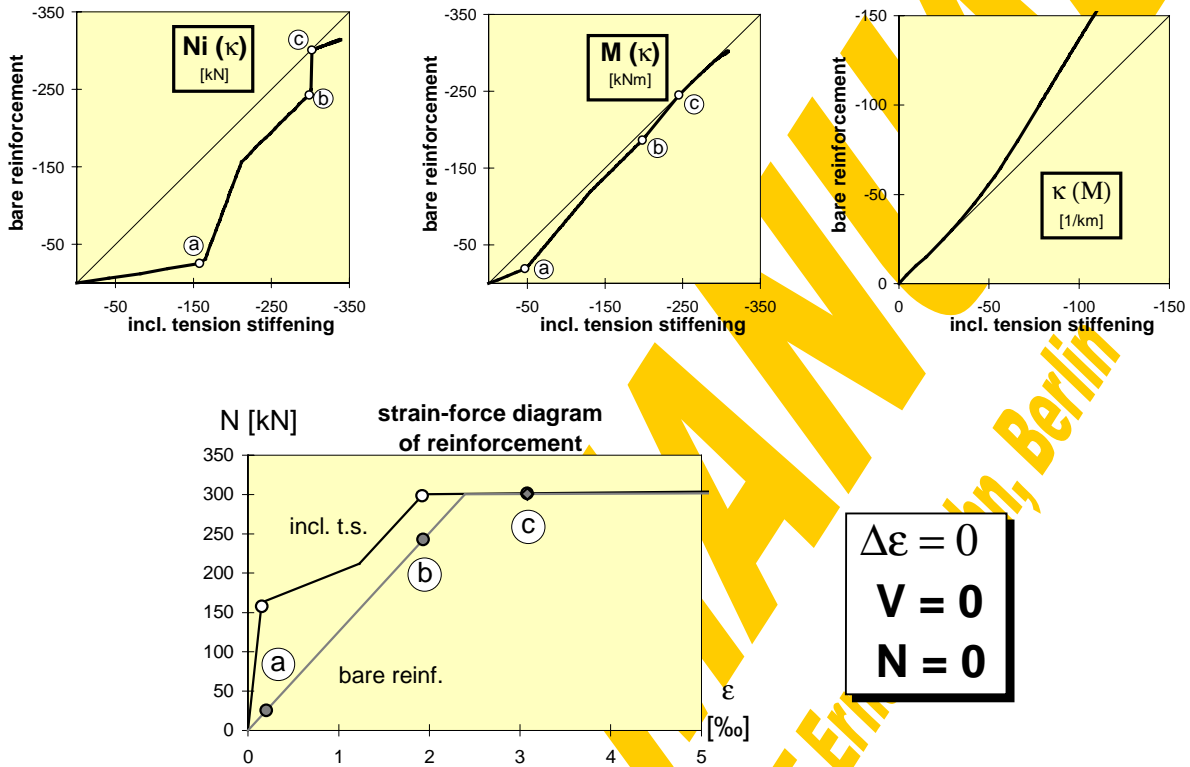 -350
-250
-150
-50
bare reinforcement
Ni (κ)
[kN]
a
b
c
-50
-150
-250
-350
incl. tension stiffening
-350
-250
-150
-50
bare reinforcement
M (κ)
[kNm]
a
b
c
-50
-150
-250
-350
incl. tension stiffening
-150
-100
-50
0
bare reinforcement
κ (M)
[1/km]
0
-50
-100
-150
incl. tension stiffening
strain-force diagram
of reinforcement
N [kN]
350
300
250
200
150
100
50
0
incl. t.s.
bare reinf.
a
b
c
ε
[‰]
0
1
2
3
4
5
Δε = 0
V = 0
N = 0
Berlin